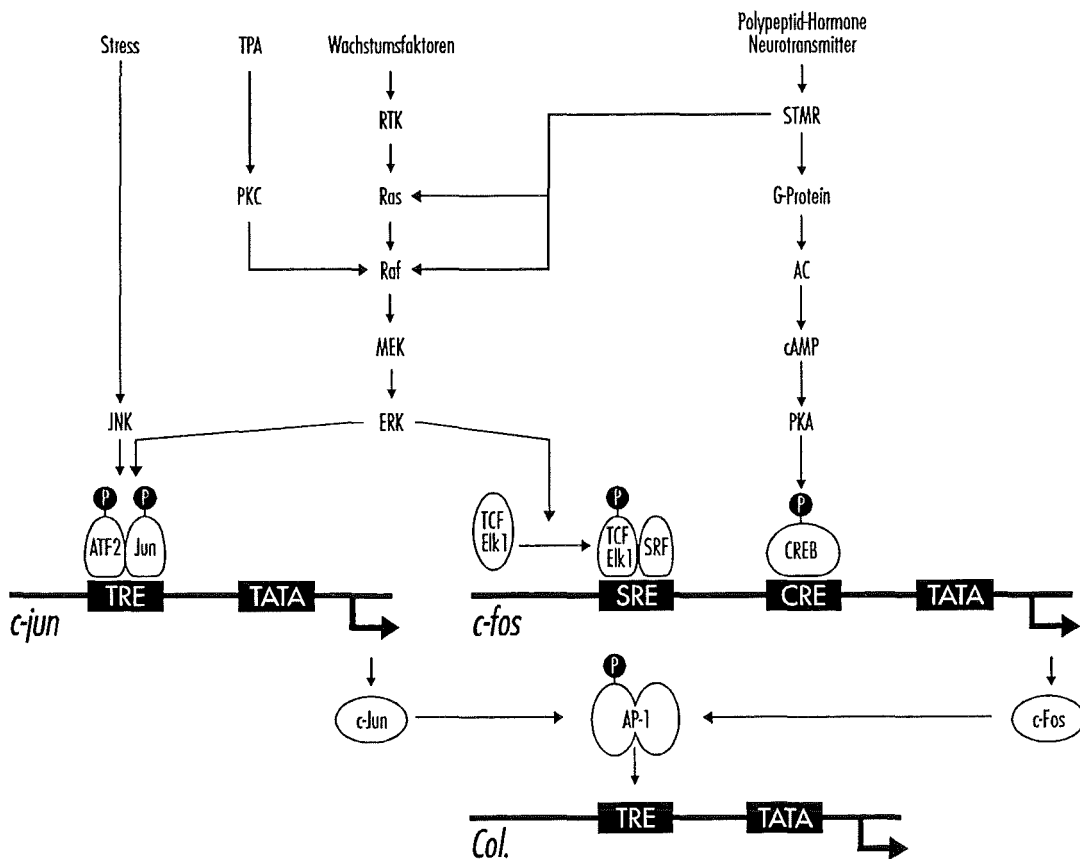 Polypeptid-Hormone
Neurotransmitter
Stress
TPA
Wachstumsfaktoren
RTK
STMR
PKC
Ras
G-Protein
Raf
AC
MEK
cAMP
JNK
ERK
PKA
P
P
P
P
ATF2
Jun
TCF
Elk1
TCF
Elk1
SRF
CREB
TRE
TATA
SRE
CRE
TATA
c-jun
c-fos
P
c-Jun
AP-1
c-Fos
TRE
TATA
Col.